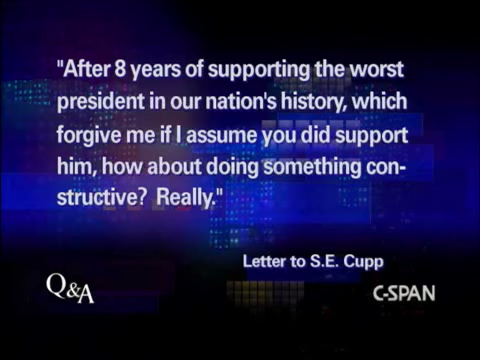 "After 8 years of supporting the worst
president in our nation's history, which
forgive me if I assume you did support
him, how about doing something con-
structive? Really."
Letter to S.E. Cupp
Q&A
C-SPAN